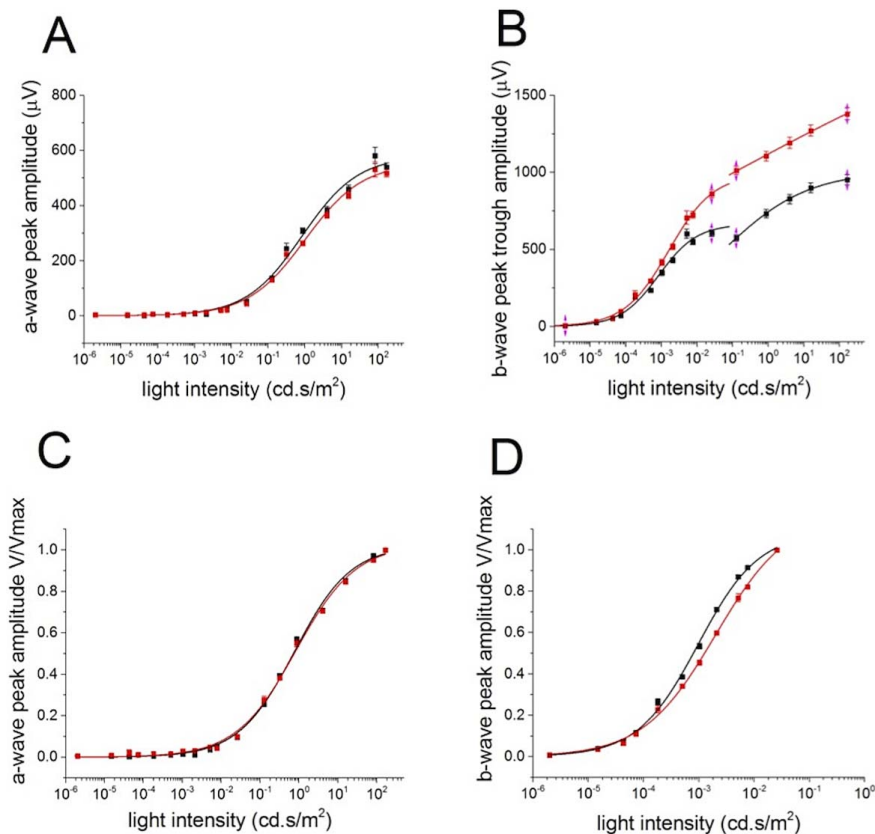 A
a-wave peak amplitude (μV)
800
600
400
200
0
10⁻⁶ 10⁻⁵ 10⁻⁴ 10⁻³ 10⁻² 10⁻¹ 10⁰ 10¹ 10²
light intensity (cd.s/m²)
B
b-wave peak trough amplitude (μV)
1500
1000
500
0
10⁻⁶ 10⁻⁵ 10⁻⁴ 10⁻³ 10⁻² 10⁻¹ 10⁰ 10¹ 10²
light intensity (cd.s/m²)
C
a-wave peak amplitude V/Vmax
1.0
0.8
0.6
0.4
0.2
0.0
10⁻⁶ 10⁻⁵ 10⁻⁴ 10⁻³ 10⁻² 10⁻¹ 10⁰ 10¹ 10²
light intensity (cd.s/m²)
D
b-wave peak amplitude V/Vmax
1.0
0.8
0.6
0.4
0.2
0.0
10⁻⁶ 10⁻⁵ 10⁻⁴ 10⁻³ 10⁻² 10⁻¹ 10⁰
light intensity (cd.s/m²)